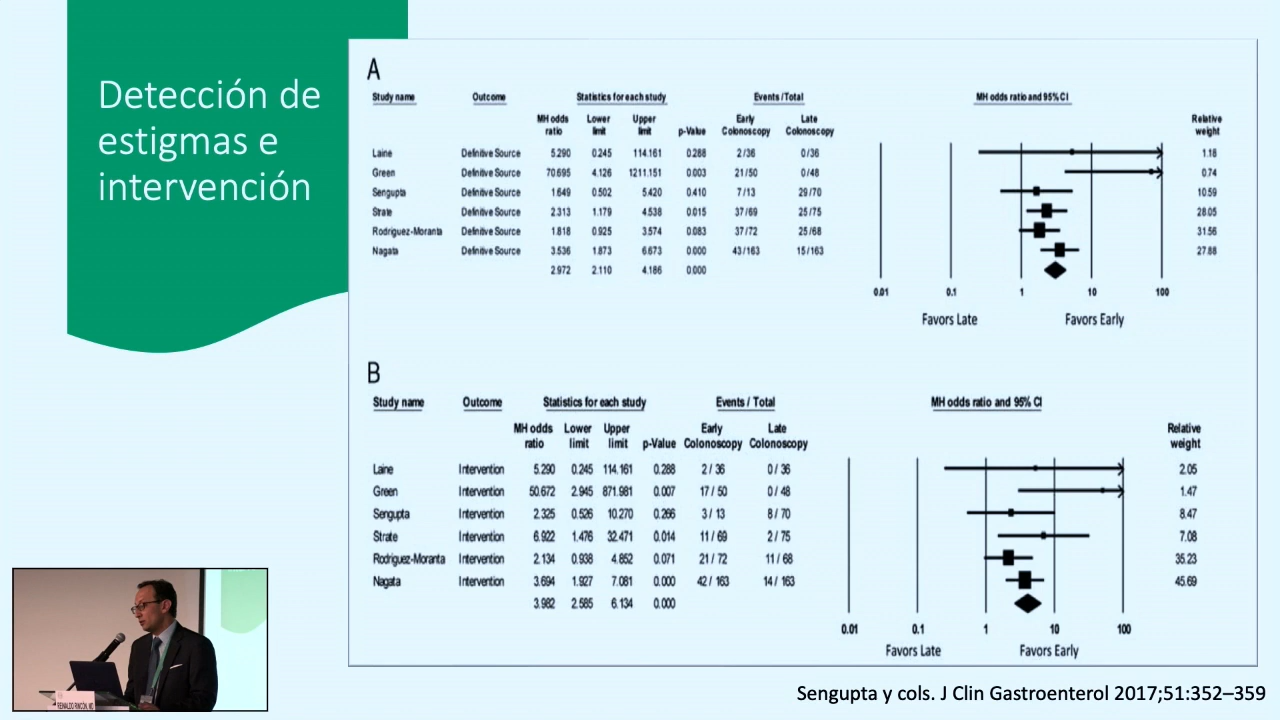 Detección de
estigmas e
intervención
A
Study name Outcome Statistics for each study Events / Total MH odds ratio and 95% CI
MH odds ratio Lower limit Upper limit p-Value Early Colonoscopy Late Colonoscopy Relative weight
Laine Definitive Source 5.290 0.245 114.161 0.288 2/36 0/36 1.18
Green Definitive Source 70.695 4.126 1211.151 0.003 21/50 0/48 0.74
Sengupta Definitive Source 1.649 0.502 5.420 0.410 7/13 29/70 10.59
Strate Definitive Source 2.313 1.179 4.538 0.015 37/69 25/75 28.05
Rodriguez-Moranta Definitive Source 1.818 0.925 3.574 0.083 37/72 25/68 31.56
Nagata Definitive Source 3.536 1.873 6.673 0.000 43/163 15/163 27.88
2.972 2.110 4.186 0.000
0.01 0.1 1 10 100
Favors Late Favors Early
B
Study name Outcome Statistics for each study Events / Total MH odds ratio and 95% CI
MH odds ratio Lower limit Upper limit p-Value Early Colonoscopy Late Colonoscopy Relative weight
Laine Intervention 5.290 0.245 114.161 0.288 2 / 36 0 / 36 2.05
Green Intervention 50.672 2.945 871.981 0.007 17 / 50 0 / 48 1.47
Sengupta Intervention 2.325 0.526 10.270 0.266 3 / 13 8 / 70 8.47
Strate Intervention 6.922 1.476 32.471 0.014 11 / 69 2 / 75 7.08
Rodriguez-Moranta Intervention 2.134 0.938 4.852 0.071 21 / 72 11 / 68 35.23
Nagata Intervention 3.694 1.927 7.081 0.000 42 / 163 14 / 163 45.69
3.982 2.585 6.134 0.000
0.01 0.1 1 10 100
Favors Late Favors Early
REINALDO RINCÓN, MD
Sengupta y cols. J Clin Gastroenterol 2017;51:352–359